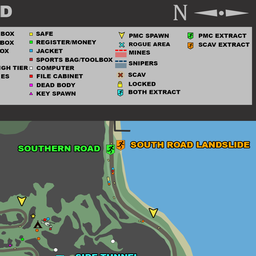 D
N
BOX
SAFE
PMC SPAWN
PMC EXTRACT
BOX
REGISTER/MONEY
ROGUE AREA
SCAV EXTRACT
OX
JACKET
MINES
SPORTS BAG/TOOLBOX
SNIPERS
GH TIER
COMPUTER
ES
FILE CABINET
SCAV
DEAD BODY
LOCKED
KEY SPAWN
BOTH EXTRACT
SOUTHERN ROAD
SOUTH ROAD LANDSLIDE
SIDE TUNNEL